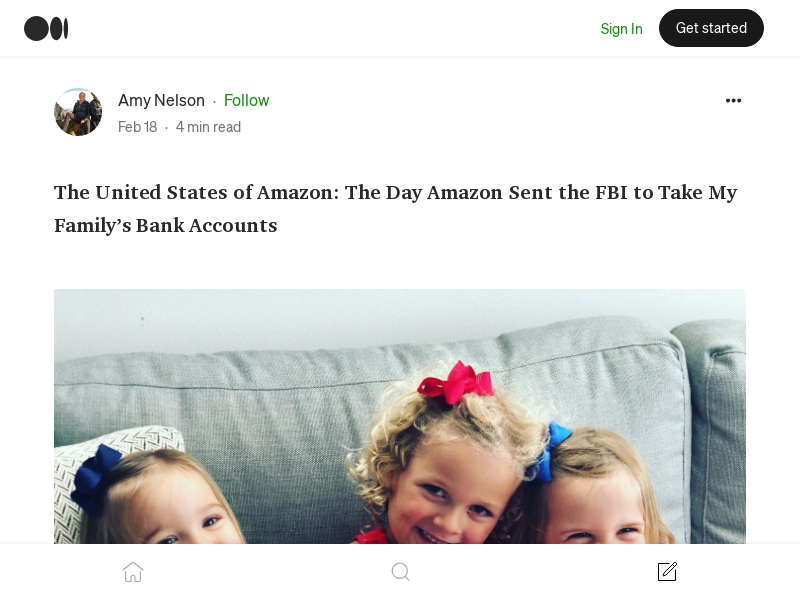 Sign In
Get started
Amy Nelson · Follow
Feb 18 · 4 min read
The United States of Amazon: The Day Amazon Sent the FBI to Take My
Family’s Bank Accounts